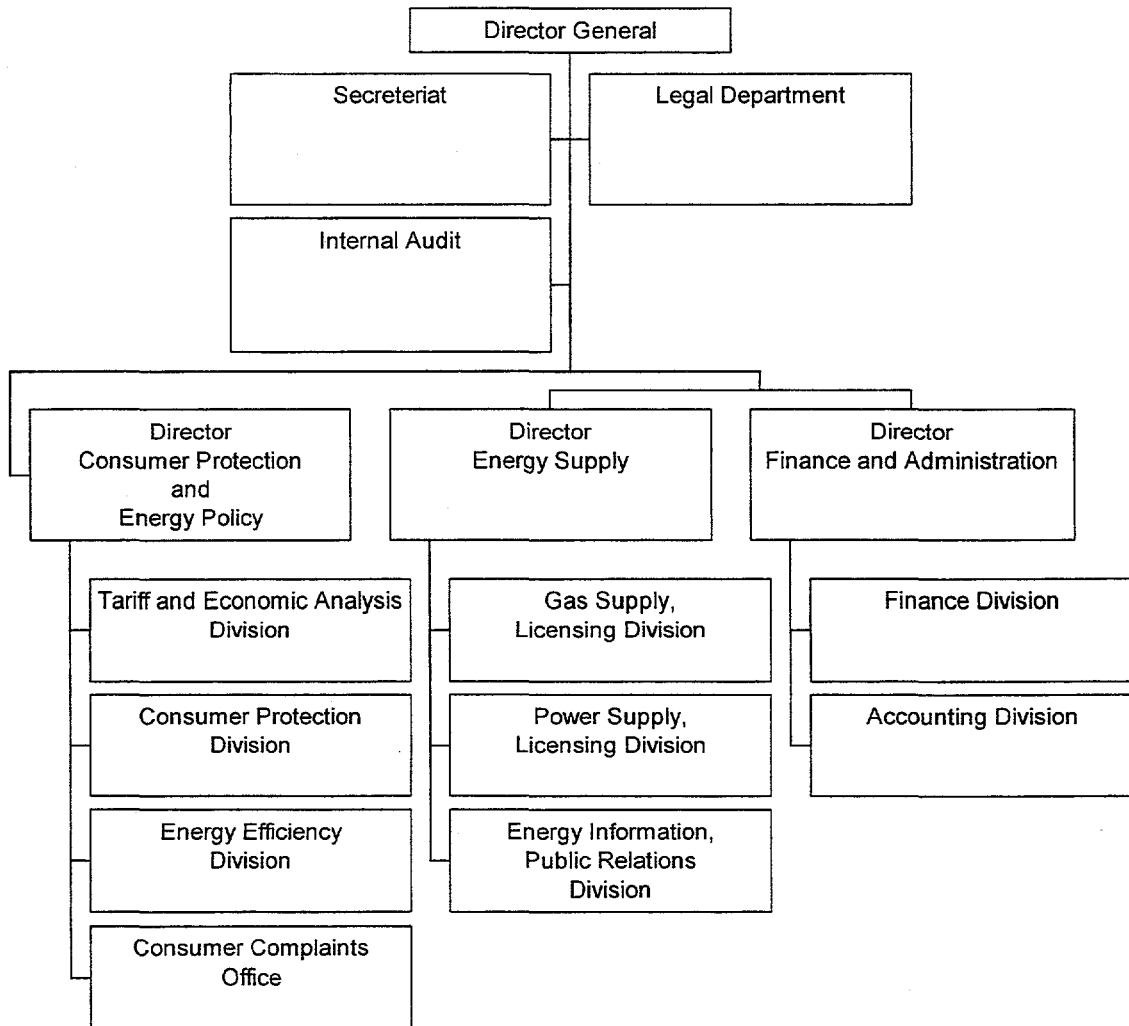 Director General
Secreteriat
Legal Department
Internal Audit
Director
Consumer Protection
and
Energy Policy
Director
Energy Supply
Director
Finance and Administration
Tariff and Economic Analysis
Division
Gas Supply,
Licensing Division
Finance Division
Consumer Protection
Division
Power Supply,
Licensing Division
Accounting Division
Energy Efficiency
Division
Energy Information,
Public Relations
Division
Consumer Complaints
Office